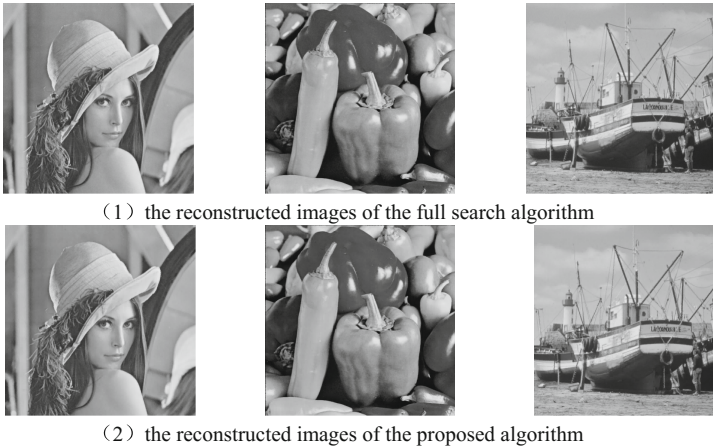 （1）the reconstructed images of the full search algorithm
（2）the reconstructed images of the proposed algorithm